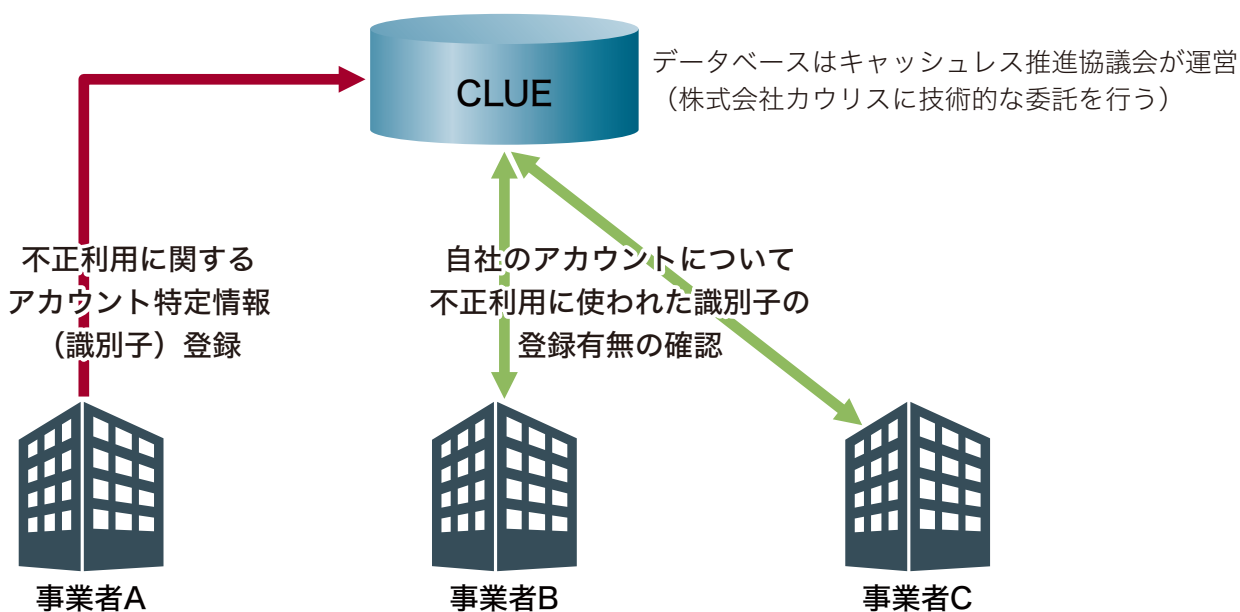 CLUE
データベースはキャッシュレス推進協議会が運営
（株式会社カウリスに技術的な委託を行う）
不正利用に関する
アカウント特定情報
（識別子）登録
自社のアカウントについて
不正利用に使われた識別子の
登録有無の確認
事業者A
事業者B
事業者C